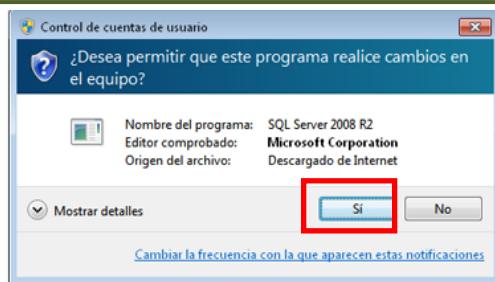 Control de cuentas de usuario
¿Desea permitir que este programa realice cambios en
el equipo?
Nombre del programa: SQL Server 2008 R2
Editor comprobado: Microsoft Corporation
Origen del archivo: Descargado de Internet
Mostrar detalles Sí No
Cambiar la frecuencia con la que aparecen estas notificaciones